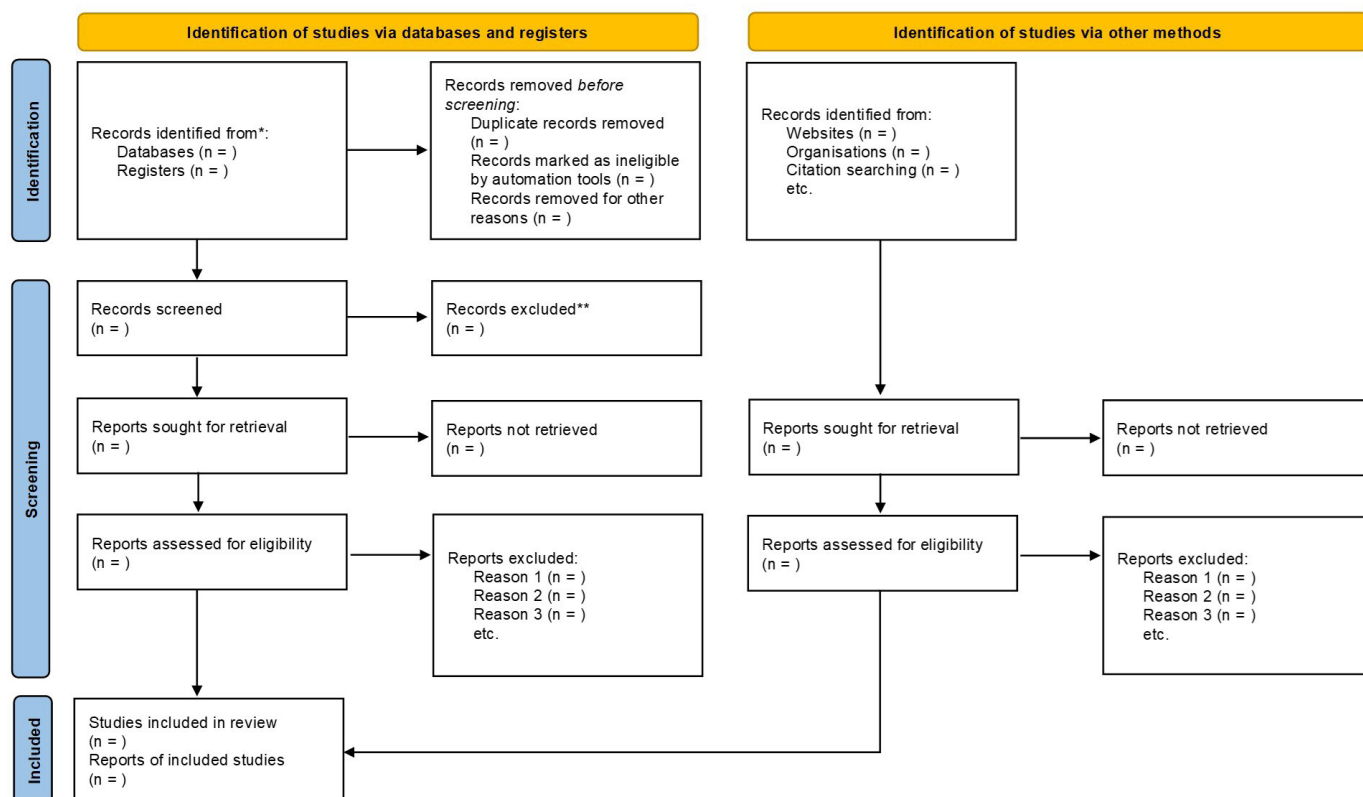 Identification of studies via databases and registers
Identification of studies via other methods
Identification
Records identified from*:
Databases (n = )
Registers (n = )
Records removed before
screening:
Duplicate records removed
(n = )
Records marked as ineligible
by automation tools (n = )
Records removed for other
reasons (n = )
Records identified from:
Websites (n = )
Organisations (n = )
Citation searching (n = )
etc.
Screening
Records screened
(n = )
Records excluded**
(n = )
Reports sought for retrieval
(n = )
Reports not retrieved
(n = )
Reports sought for retrieval
(n = )
Reports not retrieved
(n = )
Reports assessed for eligibility
(n = )
Reports excluded:
Reason 1 (n = )
Reason 2 (n = )
Reason 3 (n = )
etc.
Reports assessed for eligibility
(n = )
Reports excluded:
Reason 1 (n = )
Reason 2 (n = )
Reason 3 (n = )
etc.
Included
Studies included in review
(n = )
Reports of included studies
(n = )